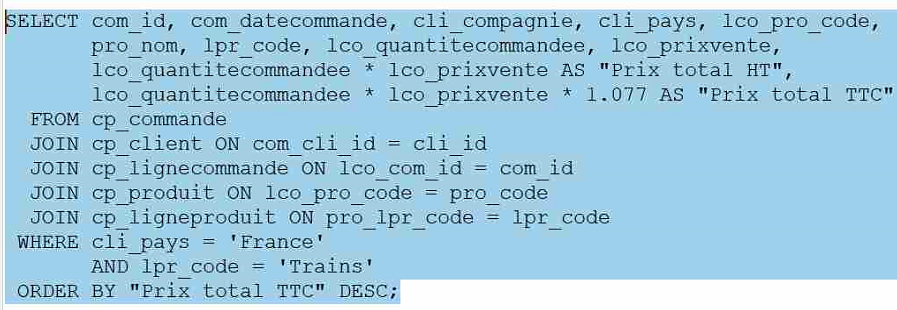 SELECT com_id, com_datecommande, cli_compagnie, cli_pays, lco_pro_code,
pro_nom, lpr_code, lco_quantitecommandee, lco_prixvente,
lco_quantitecommandee * lco_prixvente AS "Prix total HT",
lco_quantitecommandee * lco_prixvente * 1.077 AS "Prix total TTC"
FROM cp_commande
JOIN cp_client ON com_cli_id = cli_id
JOIN cp_lignecommande ON lco_com_id = com_id
JOIN cp_produit ON lco_pro_code = pro_code
JOIN cp_ligneproduit ON pro_lpr_code = lpr_code
WHERE cli_pays = 'France'
AND lpr_code = 'Trains'
ORDER BY "Prix total TTC" DESC;